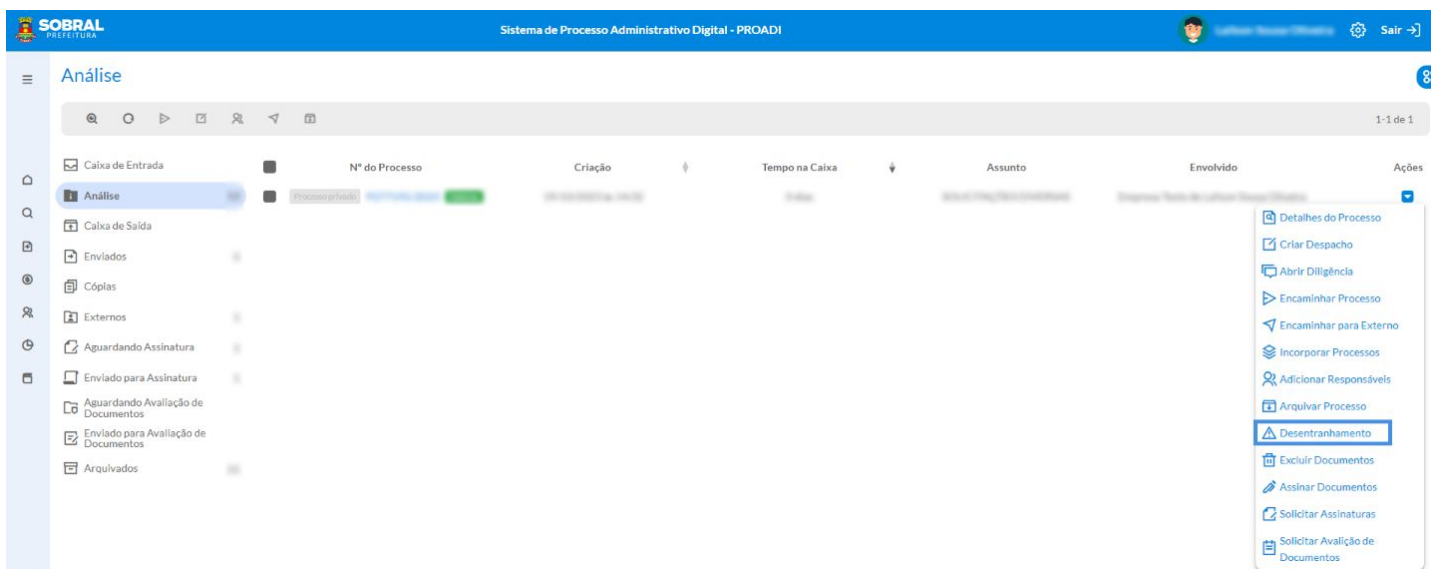 SOBRAL
PREFEITURA
Sistema de Processo Administrativo Digital - PROADI
Sair
Análise
1-1 de 1
Caixa de Entrada
Nº do Processo
Criação
Tempo na Caixa
Assunto
Envolvido
Ações
Análise
Processo privado
Caixa de Saída
Enviados
Cópias
Externos
Aguardando Assinatura
Enviado para Assinatura
Aguardando Avaliação de
Documentos
Enviado para Avaliação de
Documentos
Arquivados
Detalhes do Processo
Criar Despacho
Abrir Diligência
Encaminhar Processo
Encaminhar para Externo
Incorporar Processos
Adicionar Responsáveis
Arquivar Processo
Desentranhamento
Excluir Documentos
Assinar Documentos
Solicitar Assinaturas
Solicitar Avalição de
Documentos